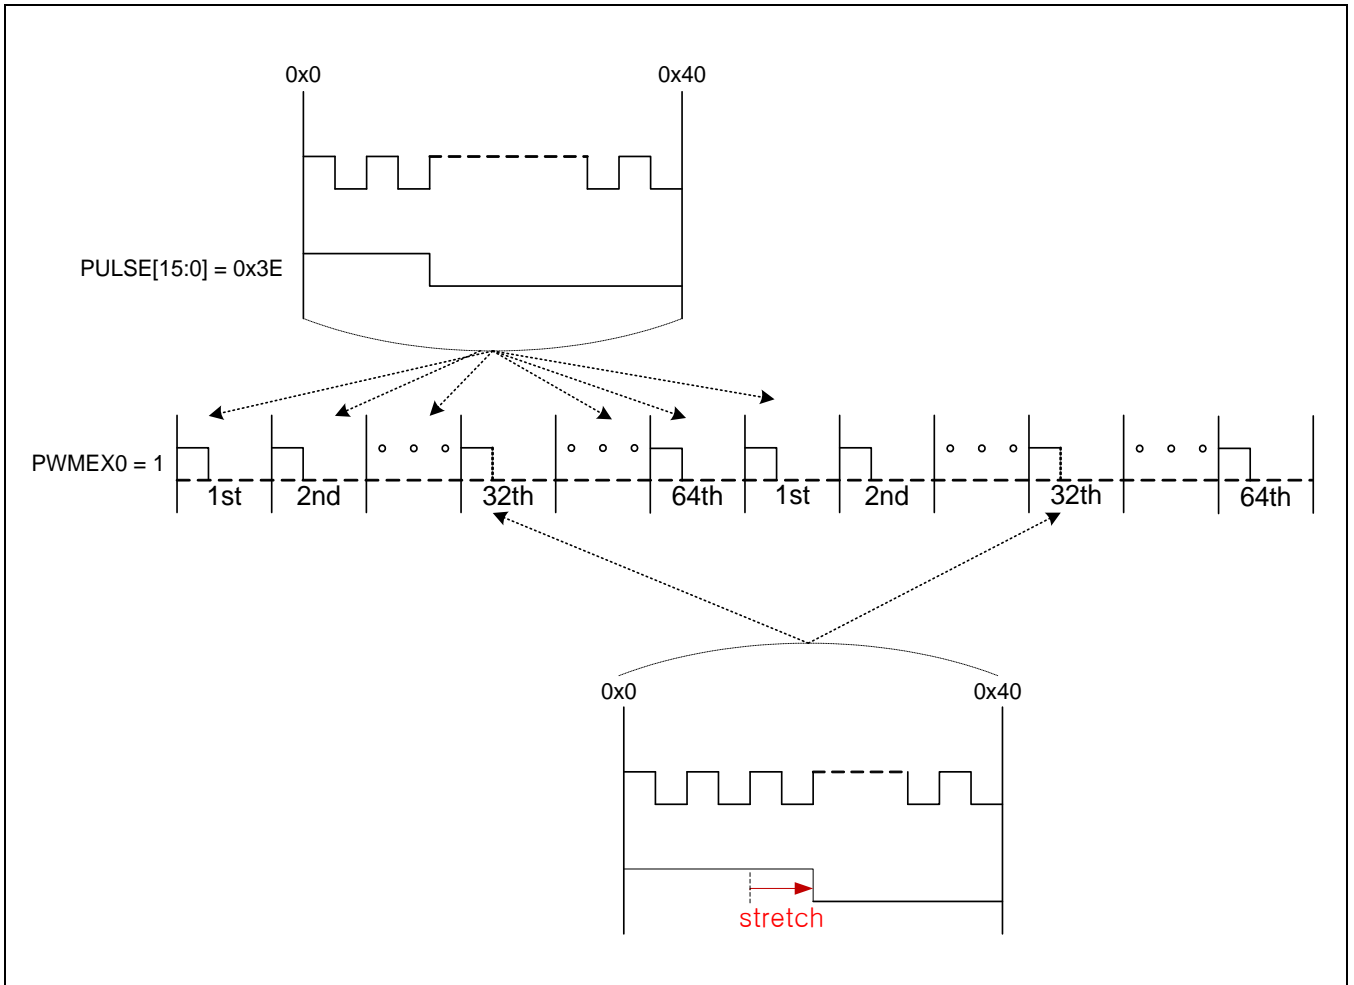 0x0 0x40
PULSE[15:0] = 0x3E
PWMEX0 = 1
1st 2nd 32th 64th 1st 2nd 32th 64th
0x0 0x40
stretch